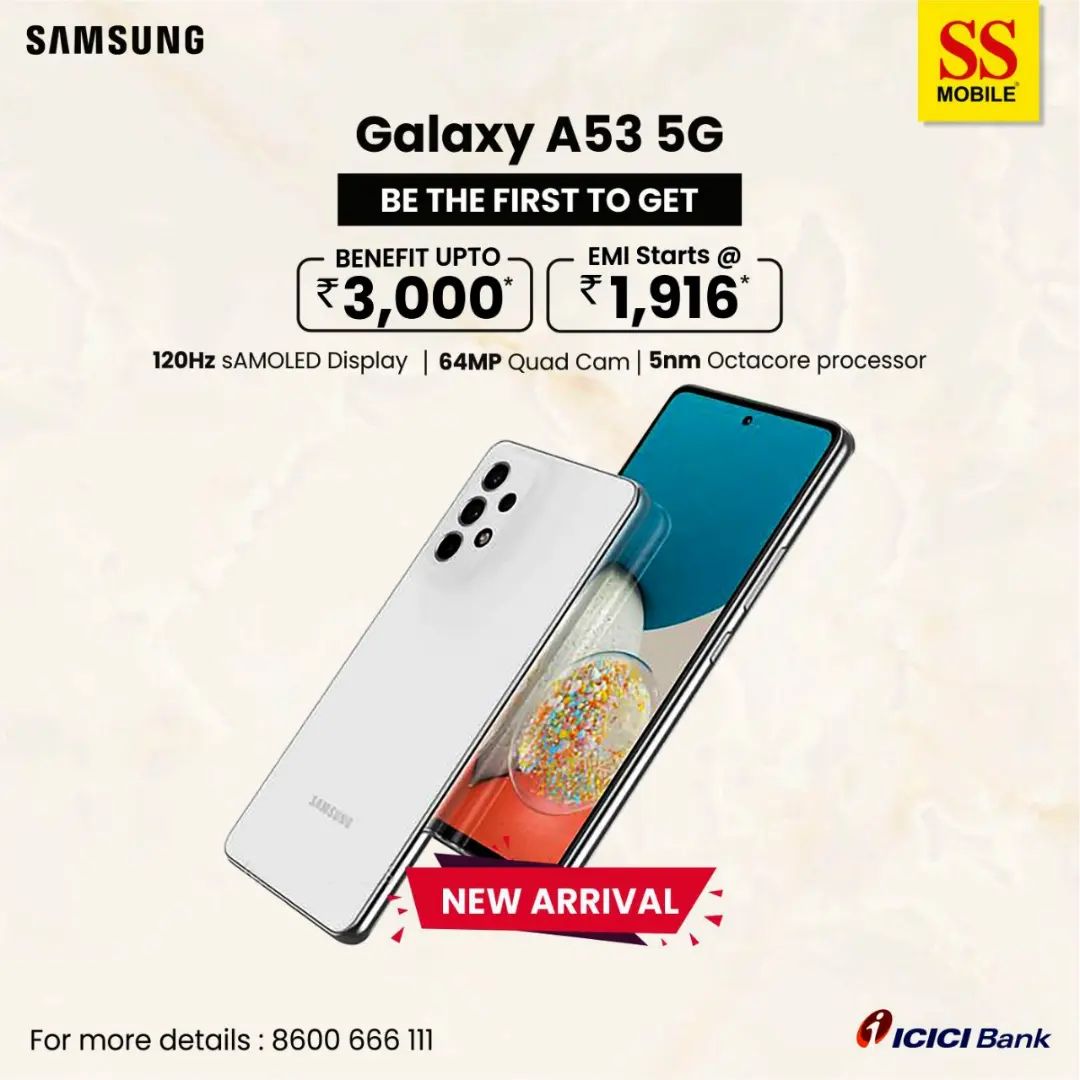 SAMSUNG
SS
MOBILE
Galaxy A53 5G
BE THE FIRST TO GET
BENEFIT UPTO
₹3,000*
EMI Starts @
₹1,916*
120Hz sAMOLED Display | 64MP Quad Cam | 5nm Octacore processor
SAMSUNG
NEW ARRIVAL
For more details : 8600 666 111
ICICI Bank